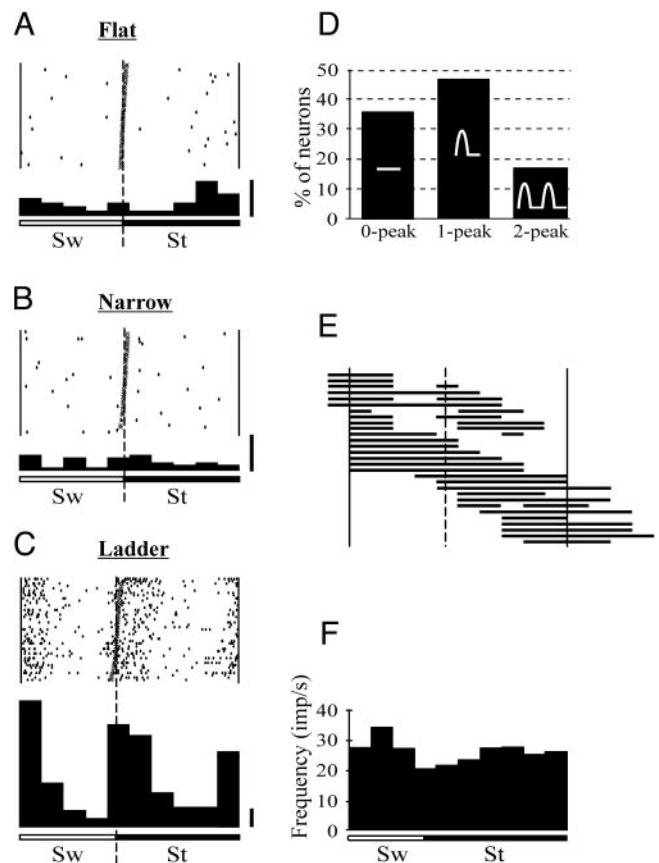 A
Flat
Sw St
B
Narrow
Sw St
C
Ladder
Sw St
D
% of neurons
50
40
30
20
10
0
0-peak 1-peak 2-peak
E
F
Frequency (imp/s)
40
30
20
10
0
Sw St